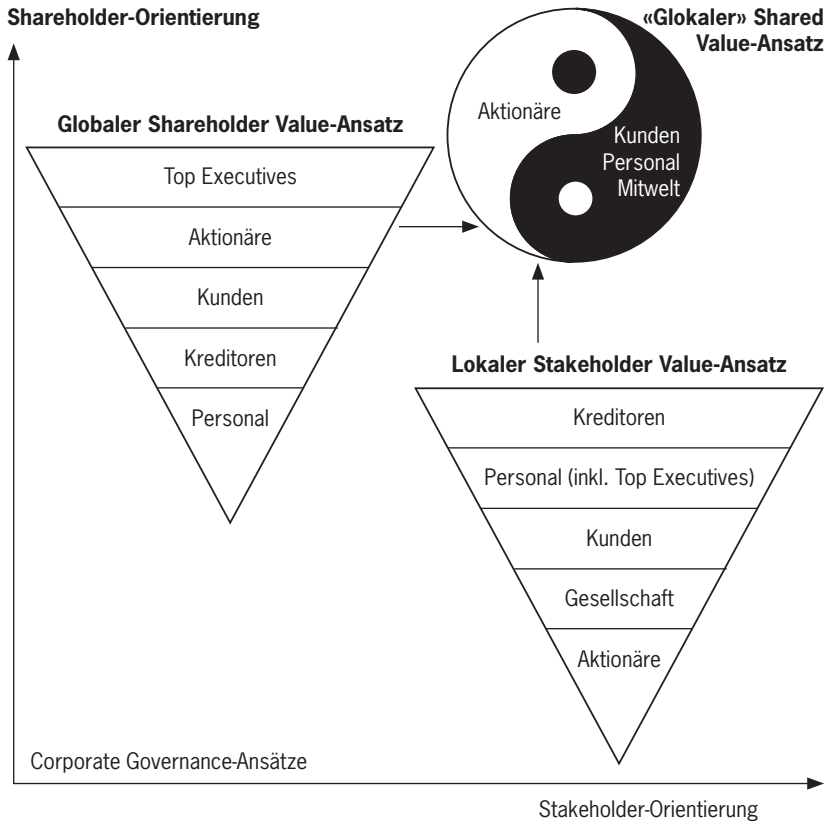 Shareholder-Orientierung
«Glokaler» Shared
Value-Ansatz
Aktionäre
Kunden
Personal
Mitwelt
Globaler Shareholder Value-Ansatz
Top Executives
Aktionäre
Kunden
Kreditoren
Personal
Lokaler Stakeholder Value-Ansatz
Kreditoren
Personal (inkl. Top Executives)
Kunden
Gesellschaft
Aktionäre
Corporate Governance-Ansätze
Stakeholder-Orientierung